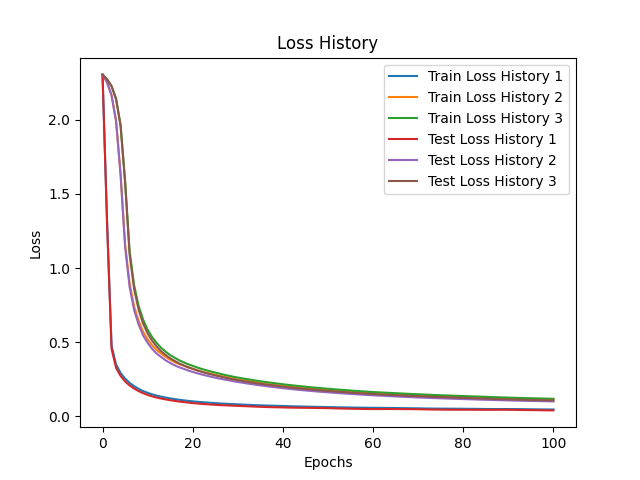 Loss History
Train Loss History 1
Train Loss History 2
Train Loss History 3
Test Loss History 1
Test Loss History 2
Test Loss History 3
2.0
1.5
1.0
0.5
0.0
Loss
0 20 40 60 80 100
Epochs